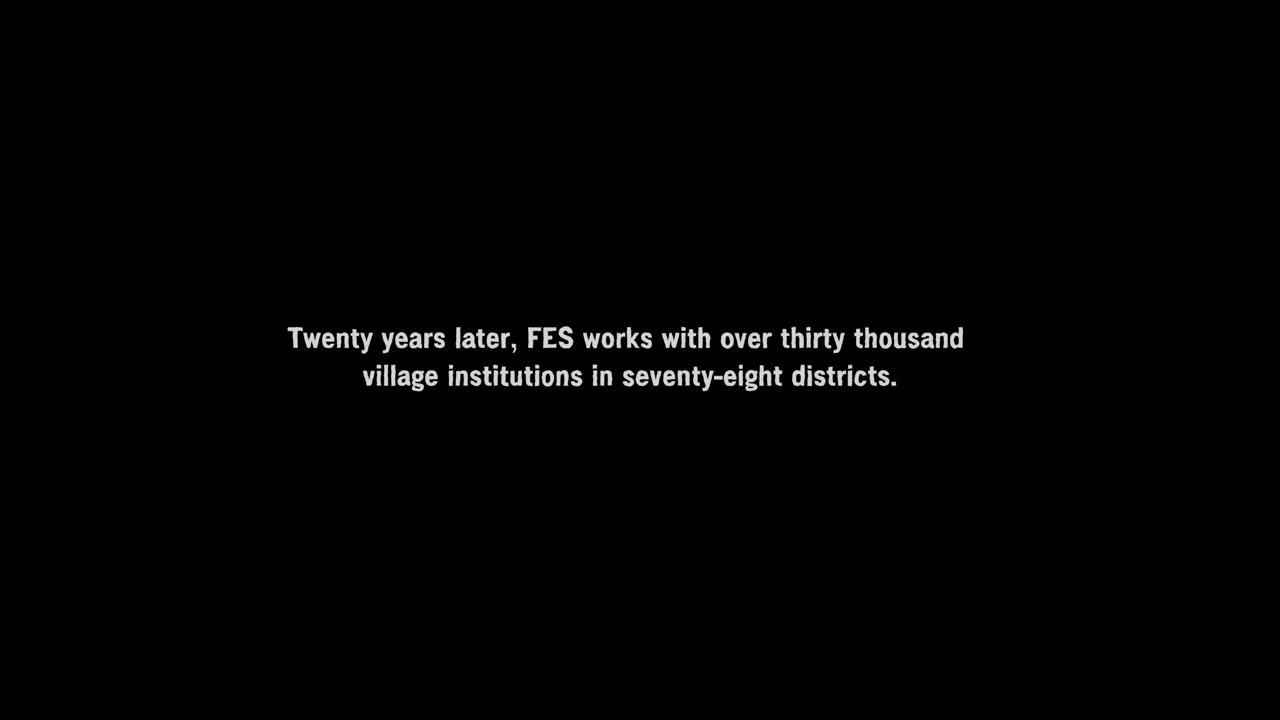 Twenty years later, FES works with over thirty thousand
village institutions in seventy-eight districts.